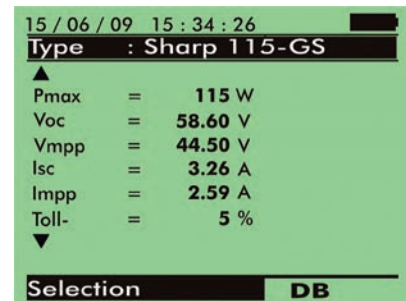 15 / 06 / 09 15 : 34 : 26
Type : Sharp 115-GS
Pmax = 115 W
Voc = 58.60 V
Vmpp = 44.50 V
Isc = 3.26 A
Impp = 2.59 A
Toll- = 5 %
Selection DB